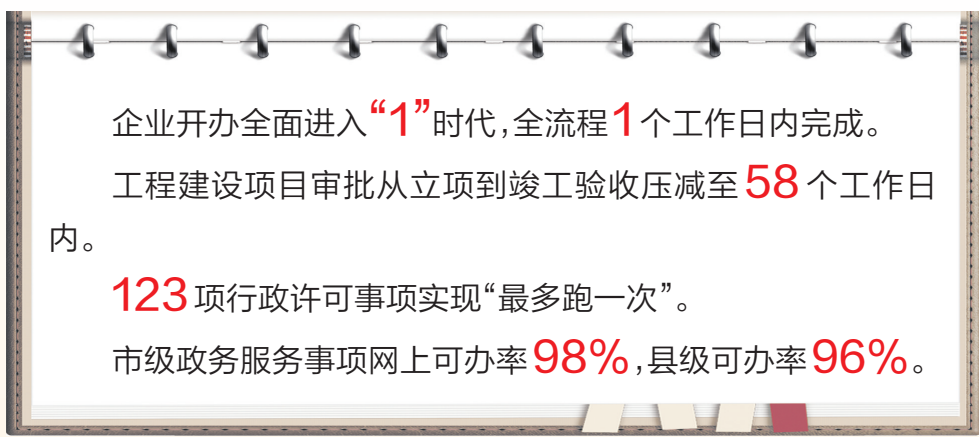 企业开办全面进入“1”时代,全流程1个工作日内完成。
工程建设项目审批从立项到竣工验收压减至58个工作日
内。
123项行政许可事项实现“最多跑一次”。
市级政务服务事项网上可办率98%,县级可办率96%。